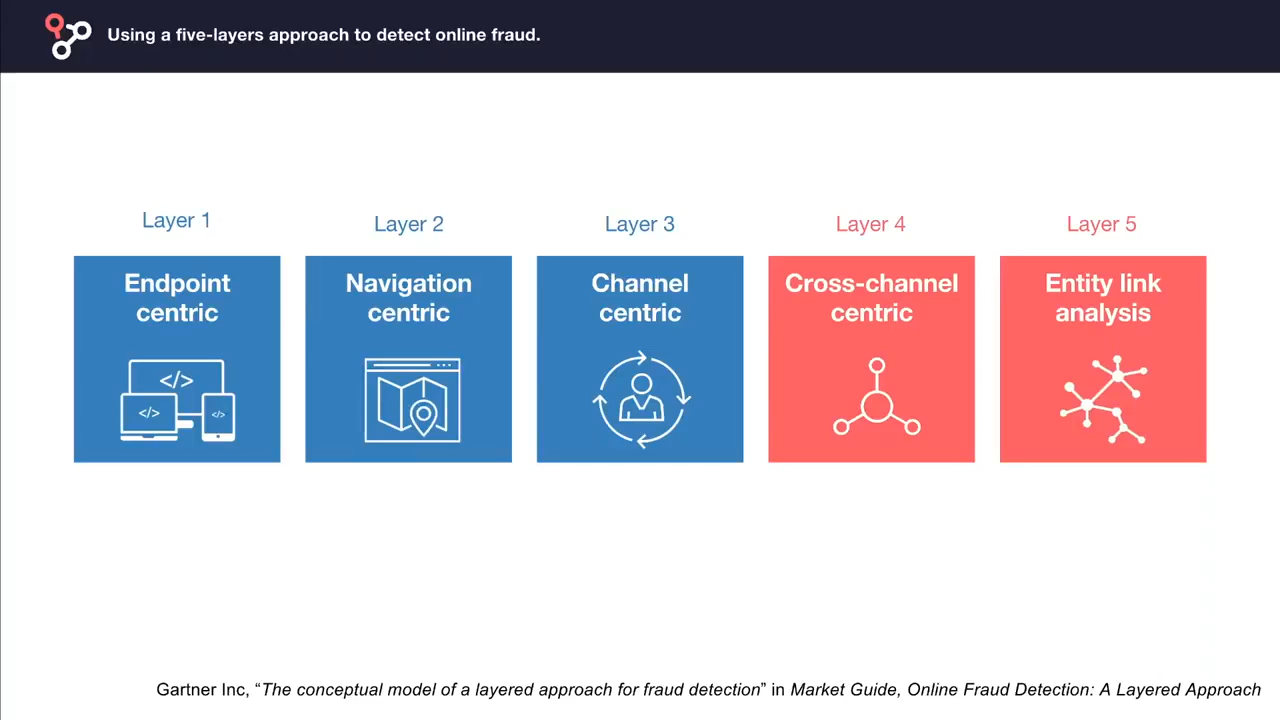 Using a five-layers approach to detect online fraud.
Layer 1
Layer 2
Layer 3
Layer 4
Layer 5
Endpoint
centric
Navigation
centric
Channel
centric
Cross-channel
centric
Entity link
analysis
</>
</>
</>
Gartner Inc, “The conceptual model of a layered approach for fraud detection” in Market Guide, Online Fraud Detection: A Layered Approach